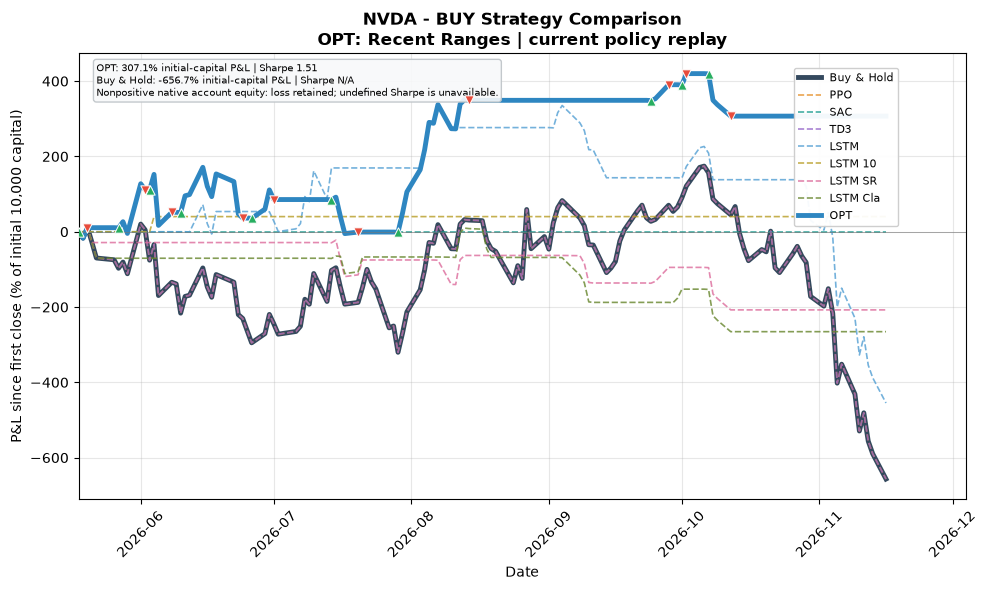 NVDA - BUY Strategy Comparison
OPT: Recent Ranges | current policy replay
OPT: 307.1% initial-capital P&L | Sharpe 1.51
Buy & Hold: -656.7% initial-capital P&L | Sharpe N/A
Nonpositive native account equity: loss retained; undefined Sharpe is unavailable.
Buy & Hold
PPO
SAC
TD3
LSTM
LSTM 10
LSTM SR
LSTM Cla
OPT
P&L since first close (% of initial 10,000 capital)
400
200
0
−200
−400
−600
2026-06
2026-07
2026-08
2026-09
2026-10
2026-11
2026-12
Date